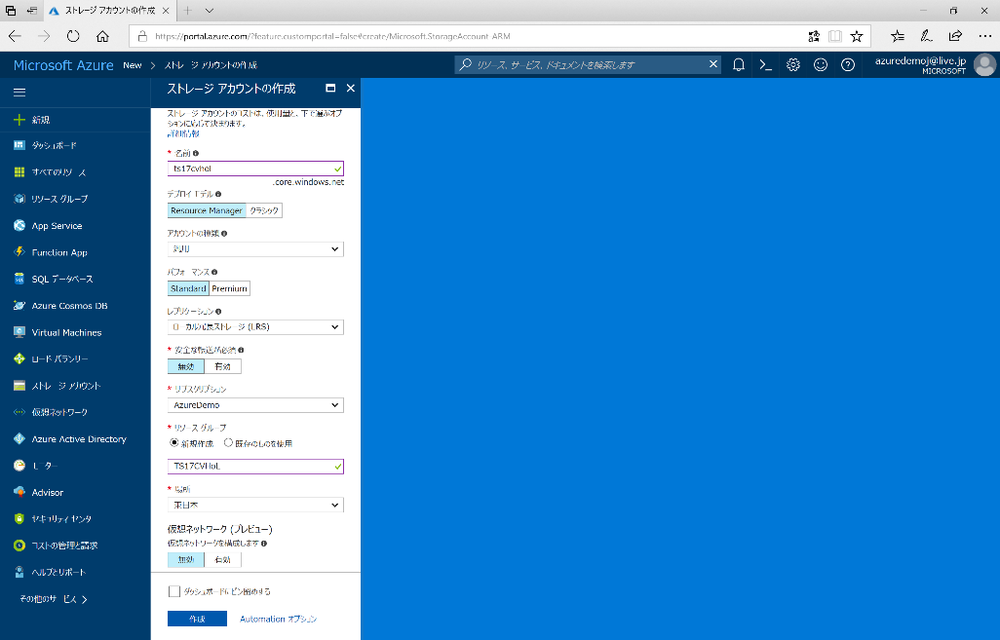 ストレージ アカウントの作成
https://portal.azure.com/?feature.customportal=false#create/Microsoft.StorageAccount-ARM
Microsoft Azure New > ストレージ アカウントの作成
リソース、サービス、ドキュメントを検索します
azuredemoj@live.jp
MICROSOFT
新規
ダッシュボード
すべてのリソース
リソース グループ
App Service
Function App
SQL データベース
Azure Cosmos DB
Virtual Machines
ロード バランサー
ストレージ アカウント
仮想ネットワーク
Azure Active Directory
モニター
Advisor
セキュリティ センター
コストの管理と請求
ヘルプとサポート
その他のサービス >
ストレージ アカウントの作成
ストレージ アカウントのコストは、使用量と、下で選ぶオプ
ションに応じて決まります。
詳細情報
* 名前
ts17cvhol
.core.windows.net
デプロイ モデル
Resource Manager クラシック
アカウントの種類
汎用
パフォーマンス
Standard Premium
レプリケーション
ローカル冗長ストレージ (LRS)
* 安全な転送が必須
無効 有効
* サブスクリプション
AzureDemo
* リソース グループ
新規作成 既存のものを使用
TS17CVHoL
* 場所
東日本
仮想ネットワーク (プレビュー)
仮想ネットワークを構成します
無効 有効
ダッシュボードにピン留めする
作成 Automation オプション